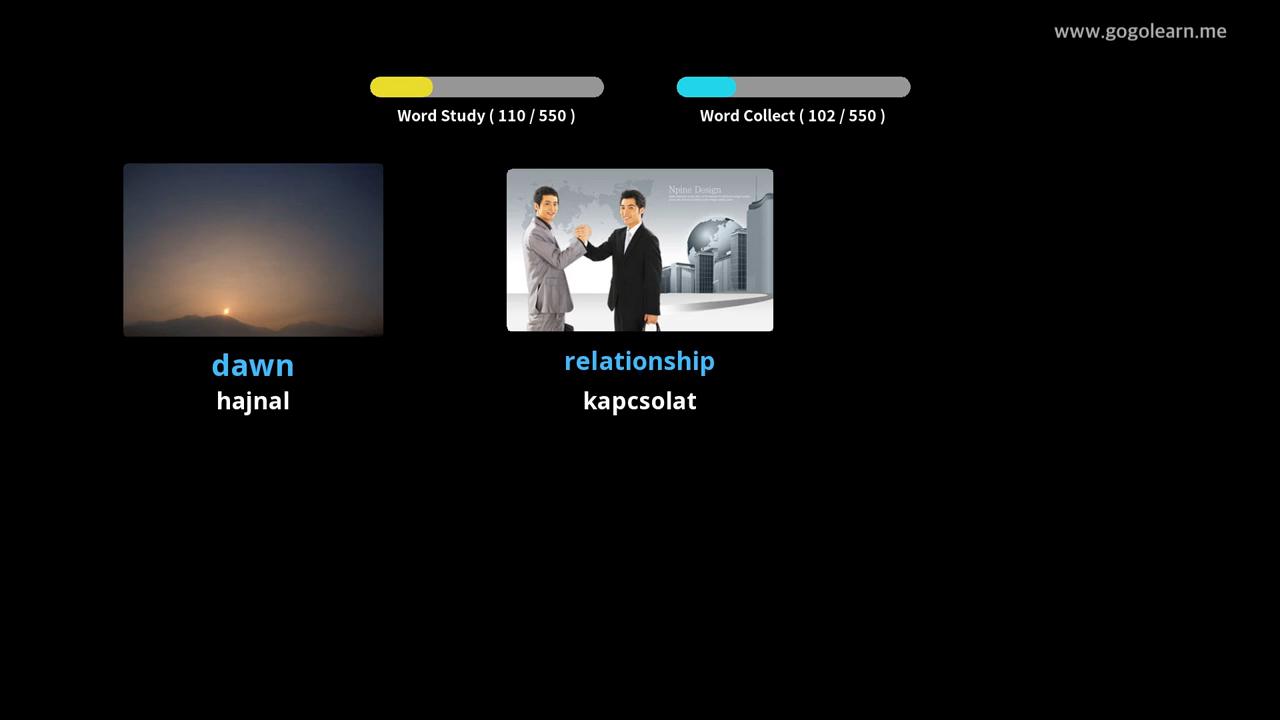 www.gogolearn.me
Word Study ( 110 / 550 )
Word Collect ( 102 / 550 )
Npine Design
dawn
relationship
hajnal
kapcsolat